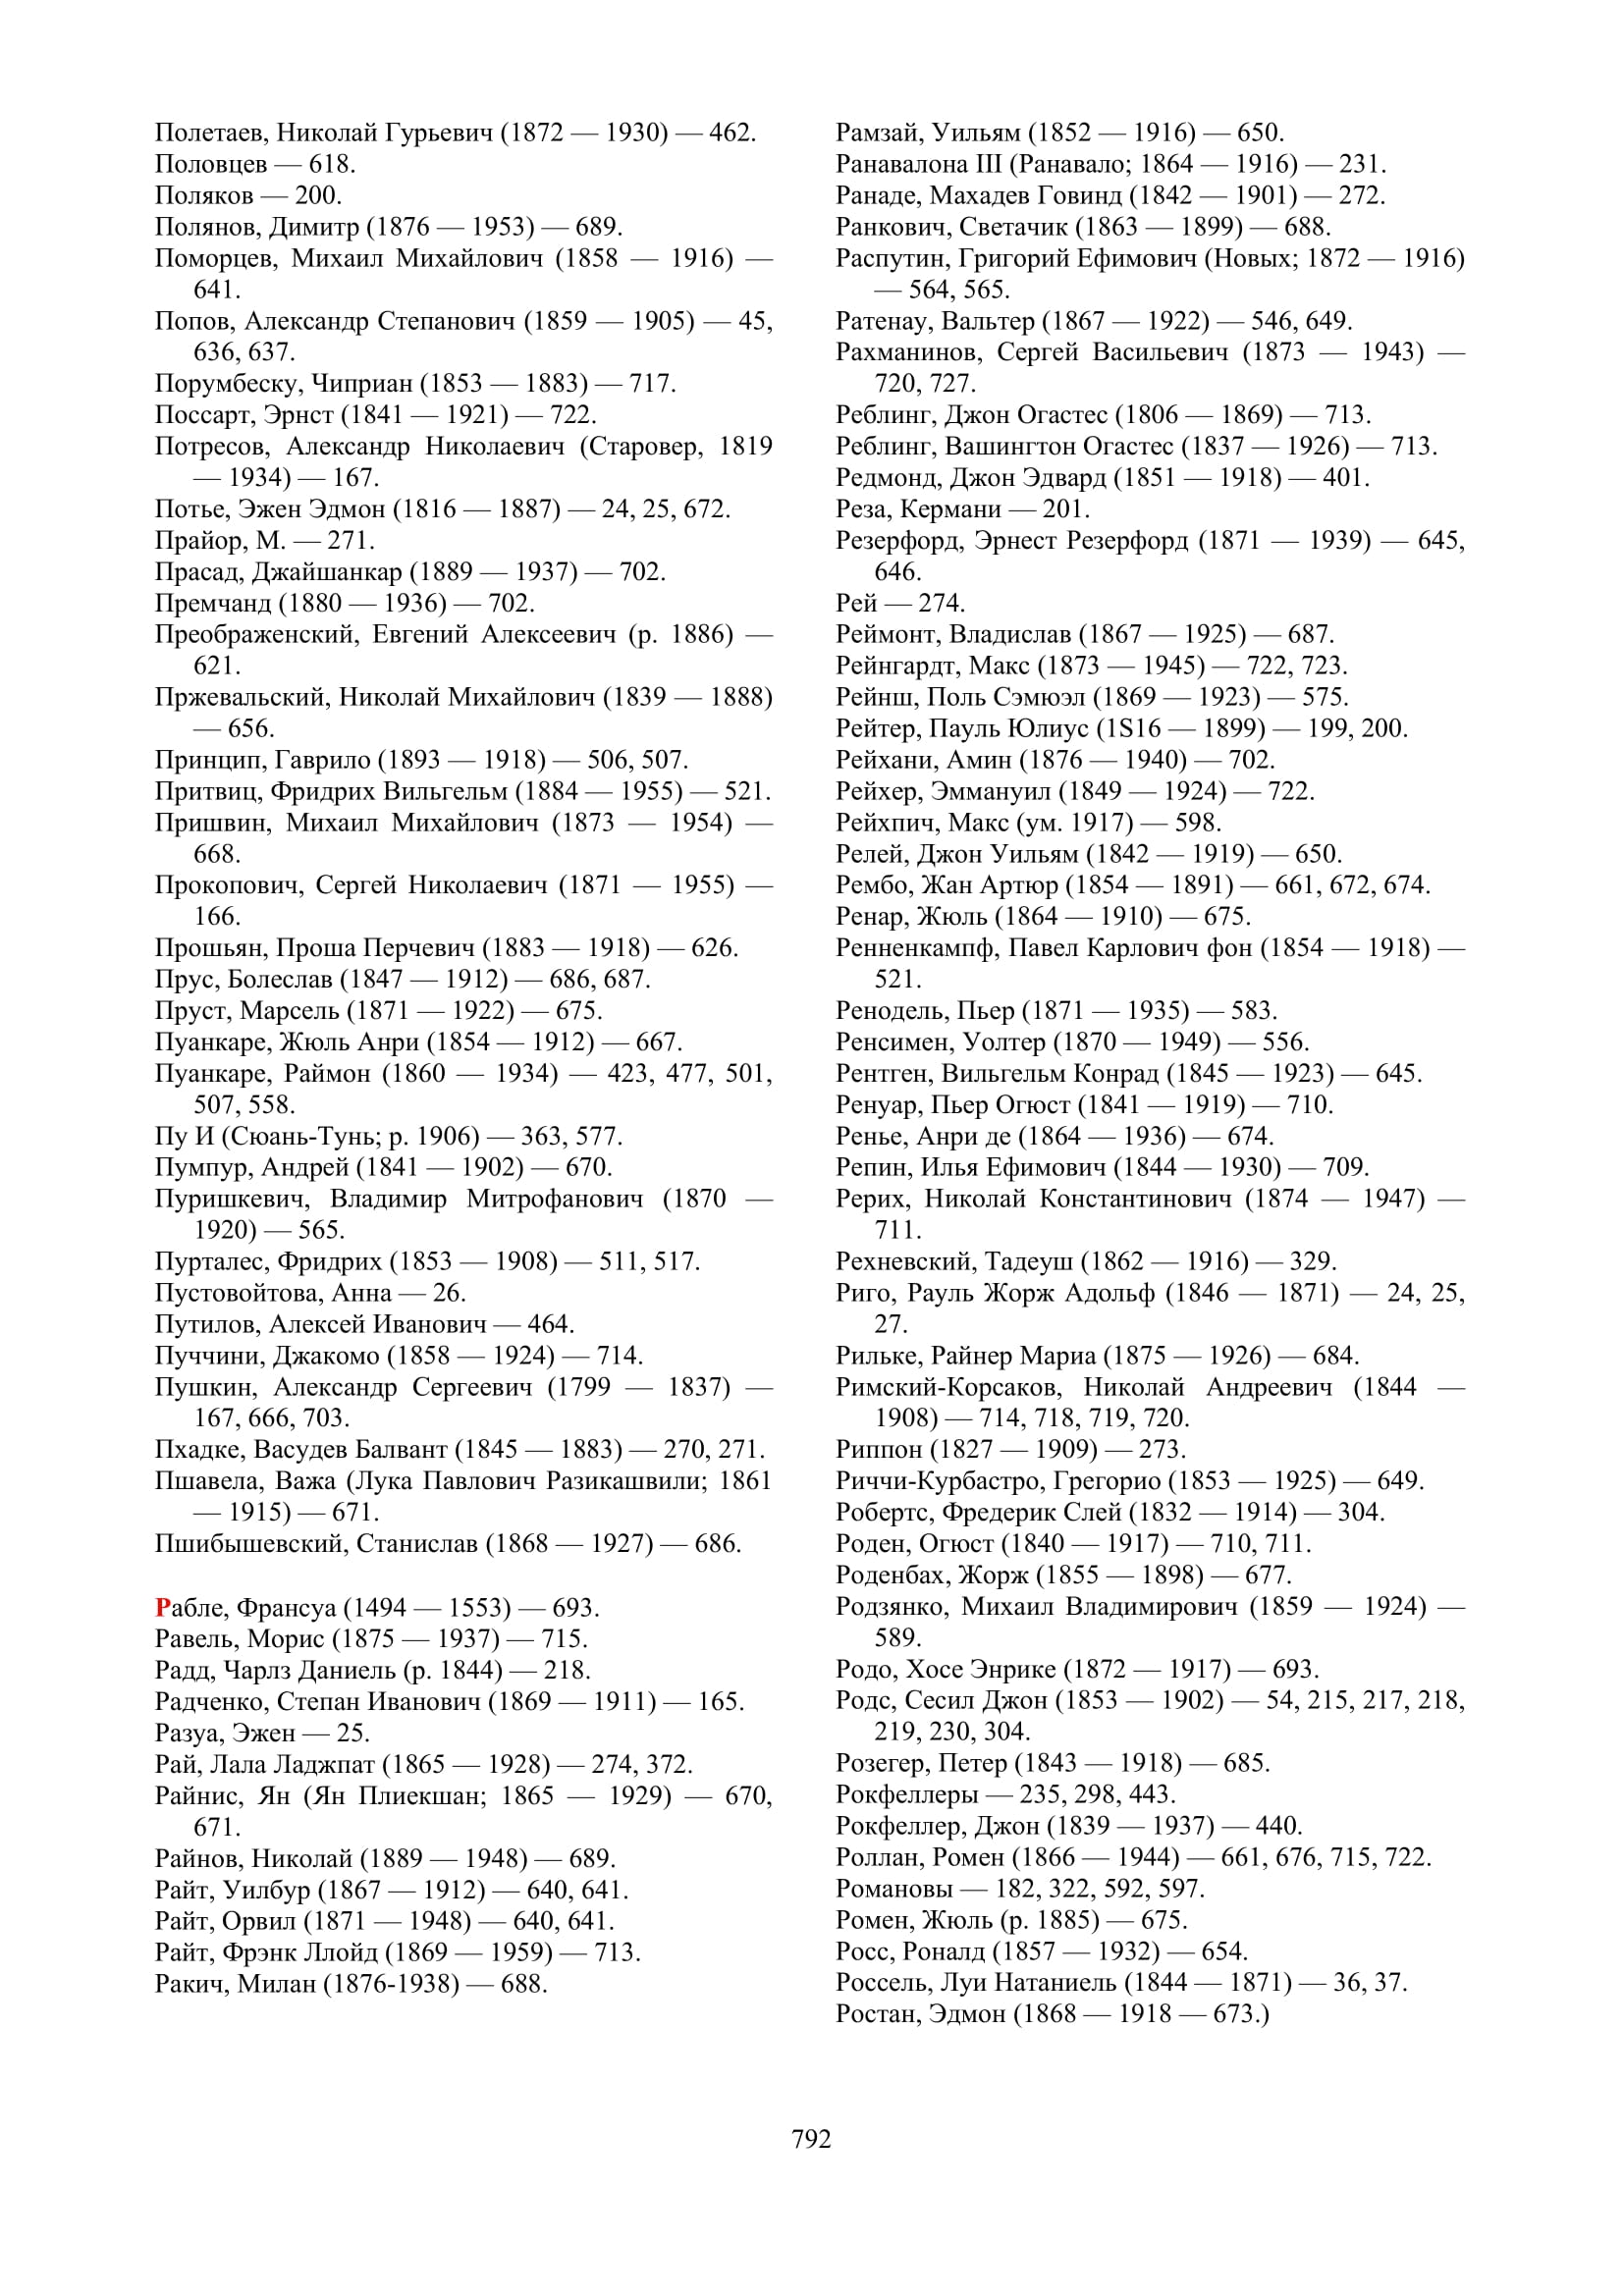 Полетаев, Николай Гурьевич (1872 — 1930) — 462.
Половцев — 618.
Поляков — 200.
Полянов, Димитр (1876 — 1953) — 689.
Поморцев, Михаил Михайлович (1858 — 1916) —
641.
Попов, Александр Степанович (1859 — 1905) — 45,
636, 637.
Порумбеску, Чиприан (1853 — 1883) — 717.
Поссарт, Эрнст (1841 — 1921) — 722.
Потресов, Александр Николаевич (Старовер, 1819
— 1934) — 167.
Потье, Эжен Эдмон (1816 — 1887) — 24, 25, 672.
Прайор, М. — 271.
Прасад, Джайшанкар (1889 — 1937) — 702.
Премчанд (1880 — 1936) — 702.
Преображенский, Евгений Алексеевич (р. 1886) —
621.
Пржевальский, Николай Михайлович (1839 — 1888)
— 656.
Принцип, Гаврило (1893 — 1918) — 506, 507.
Притвиц, Фридрих Вильгельм (1884 — 1955) — 521.
Пришвин, Михаил Михайлович (1873 — 1954) —
668.
Прокопович, Сергей Николаевич (1871 — 1955) —
166.
Прошьян, Проша Перчевич (1883 — 1918) — 626.
Прус, Болеслав (1847 — 1912) — 686, 687.
Пруст, Марсель (1871 — 1922) — 675.
Пуанкаре, Жюль Анри (1854 — 1912) — 667.
Пуанкаре, Раймон (1860 — 1934) — 423, 477, 501,
507, 558.
Пу И (Сюань-Тунь; р. 1906) — 363, 577.
Пумпур, Андрей (1841 — 1902) — 670.
Пуришкевич, Владимир Митрофанович (1870 —
1920) — 565.
Пурталес, Фридрих (1853 — 1908) — 511, 517.
Пустовойтова, Анна — 26.
Путилов, Алексей Иванович — 464.
Пуччини, Джакомо (1858 — 1924) — 714.
Пушкин, Александр Сергеевич (1799 — 1837) —
167, 666, 703.
Пхадке, Васудев Балвант (1845 — 1883) — 270, 271.
Пшавела, Важа (Лука Павлович Разикашвили; 1861
— 1915) — 671.
Пшибышевский, Станислав (1868 — 1927) — 686.
Рабле, Франсуа (1494 — 1553) — 693.
Равель, Морис (1875 — 1937) — 715.
Радд, Чарлз Даниель (р. 1844) — 218.
Радченко, Степан Иванович (1869 — 1911) — 165.
Разуа, Эжен — 25.
Рай, Лала Ладжпат (1865 — 1928) — 274, 372.
Райнис, Ян (Ян Плиекшан; 1865 — 1929) — 670,
671.
Райнов, Николай (1889 — 1948) — 689.
Райт, Уилбур (1867 — 1912) — 640, 641.
Райт, Орвил (1871 — 1948) — 640, 641.
Райт, Фрэнк Ллойд (1869 — 1959) — 713.
Ракич, Милан (1876-1938) — 688.
Рамзай, Уильям (1852 — 1916) — 650.
Ранавалона III (Ранавало; 1864 — 1916) — 231.
Ранаде, Махадев Говинд (1842 — 1901) — 272.
Ранкович, Светачик (1863 — 1899) — 688.
Распутин, Григорий Ефимович (Новых; 1872 — 1916)
— 564, 565.
Ратенау, Вальтер (1867 — 1922) — 546, 649.
Рахманинов, Сергей Васильевич (1873 — 1943) —
720, 727.
Реблинг, Джон Огастес (1806 — 1869) — 713.
Реблинг, Вашингтон Огастес (1837 — 1926) — 713.
Редмонд, Джон Эдвард (1851 — 1918) — 401.
Реза, Кермани — 201.
Резерфорд, Эрнест Резерфорд (1871 — 1939) — 645,
646.
Рей — 274.
Реймонт, Владислав (1867 — 1925) — 687.
Рейнгардт, Макс (1873 — 1945) — 722, 723.
Рейнш, Поль Сэмюэл (1869 — 1923) — 575.
Рейтер, Пауль Юлиус (1S16 — 1899) — 199, 200.
Рейхани, Амин (1876 — 1940) — 702.
Рейхер, Эммануил (1849 — 1924) — 722.
Рейхпич, Макс (ум. 1917) — 598.
Релей, Джон Уильям (1842 — 1919) — 650.
Рембо, Жан Артюр (1854 — 1891) — 661, 672, 674.
Ренар, Жюль (1864 — 1910) — 675.
Ренненкампф, Павел Карлович фон (1854 — 1918) —
521.
Ренодель, Пьер (1871 — 1935) — 583.
Ренсимен, Уолтер (1870 — 1949) — 556.
Рентген, Вильгельм Конрад (1845 — 1923) — 645.
Ренуар, Пьер Огюст (1841 — 1919) — 710.
Ренье, Анри де (1864 — 1936) — 674.
Репин, Илья Ефимович (1844 — 1930) — 709.
Рерих, Николай Константинович (1874 — 1947) —
711.
Рехневский, Тадеуш (1862 — 1916) — 329.
Риго, Рауль Жорж Адольф (1846 — 1871) — 24, 25,
27.
Рильке, Райнер Мариа (1875 — 1926) — 684.
Римский-Корсаков, Николай Андреевич (1844 —
1908) — 714, 718, 719, 720.
Риппон (1827 — 1909) — 273.
Риччи-Курбастро, Грегорио (1853 — 1925) — 649.
Робертс, Фредерик Слей (1832 — 1914) — 304.
Роден, Огюст (1840 — 1917) — 710, 711.
Роденбах, Жорж (1855 — 1898) — 677.
Родзянко, Михаил Владимирович (1859 — 1924) —
589.
Родо, Хосе Энрике (1872 — 1917) — 693.
Родс, Сесил Джон (1853 — 1902) — 54, 215, 217, 218,
219, 230, 304.
Розегер, Петер (1843 — 1918) — 685.
Рокфеллеры — 235, 298, 443.
Рокфеллер, Джон (1839 — 1937) — 440.
Роллан, Ромен (1866 — 1944) — 661, 676, 715, 722.
Романовы — 182, 322, 592, 597.
Ромен, Жюль (р. 1885) — 675.
Росс, Роналд (1857 — 1932) — 654.
Россель, Луи Натаниель (1844 — 1871) — 36, 37.
Ростан, Эдмон (1868 — 1918 — 673.)
792